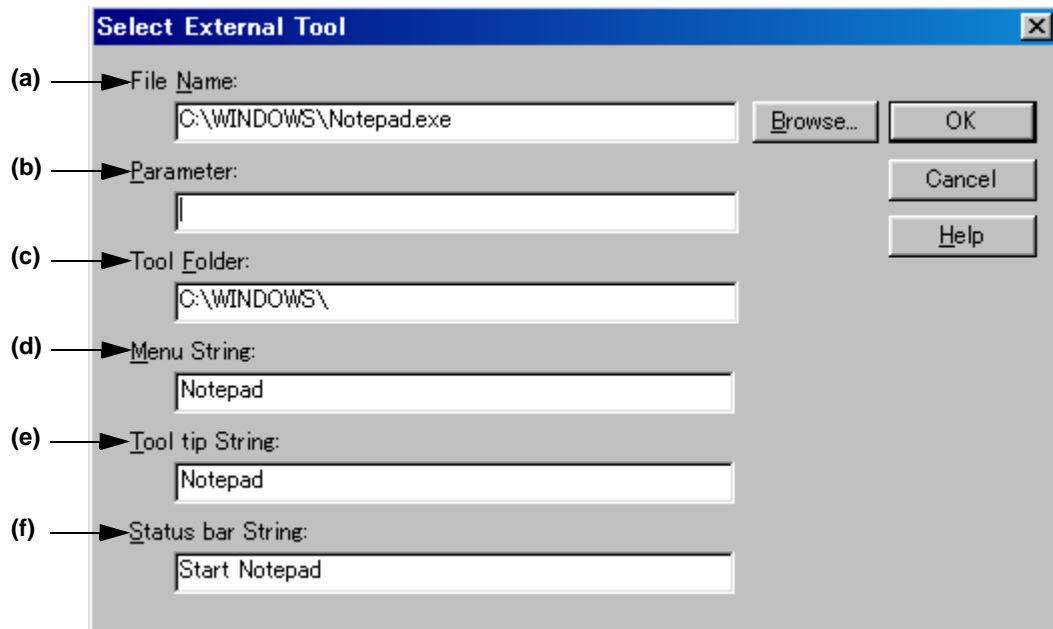 Select External Tool
(a) File Name:
C:\WINDOWS\Notepad.exe Browse... OK
(b) Parameter:
Cancel
Help
(c) Tool Folder:
C:\WINDOWS\
(d) Menu String:
Notepad
(e) Tool tip String:
Notepad
(f) Status bar String:
Start Notepad